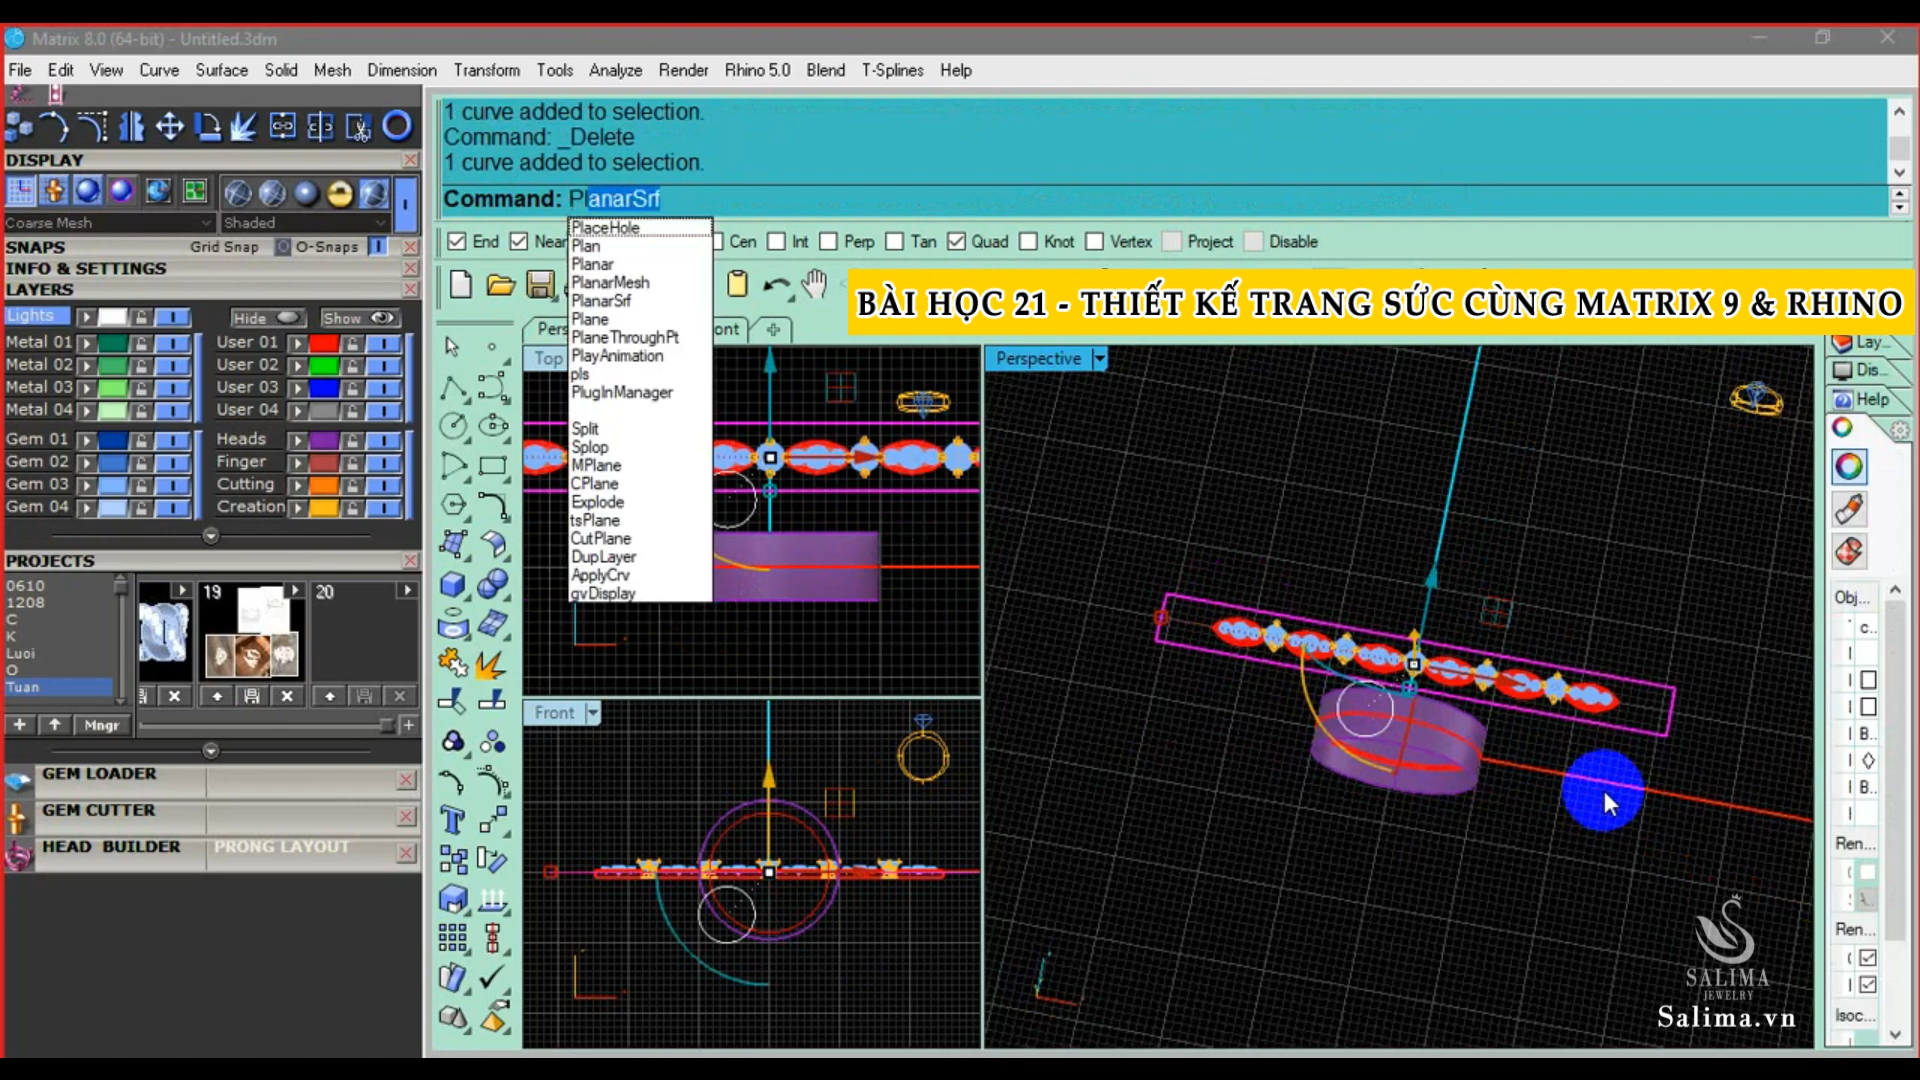 Matrix 8.0 (64-bit) - Untitled.3dm
File Edit View Curve Surface Solid Mesh Dimension Transform Tools Analyze Render Rhino 5.0 Blend T-Splines Help
1 curve added to selection.
Command: _Delete
1 curve added to selection.
Command: PlanarSrf
PlaceHole
Plan
Planar
PlanarMesh
PlanarSrf
Plane
PlaneThroughPt
PlayAnimation
pls
PlugInManager
Split
Splop
MPlane
CPlane
Explode
tsPlane
CutPlane
DupLayer
ApplyCrv
gvDisplay
End Near Cen Int Perp Tan Quad Knot Vertex Project Disable
BÀI HỌC 21 - THIẾT KẾ TRANG SỨC CÙNG MATRIX 9 & RHINO
DISPLAY
Coarse Mesh Shaded
SNAPS Grid Snap O-Snaps
INFO & SETTINGS
LAYERS
Lights Hide Show
Metal 01 User 01
Metal 02 User 02
Metal 03 User 03
Metal 04 User 04
Gem 01 Heads
Gem 02 Finger
Gem 03 Cutting
Gem 04 Creation
PROJECTS
0610
1208
C
K
Luoi
O
Tuan
19 20
Mngr
GEM LOADER
GEM CUTTER
HEAD BUILDER PRONG LAYOUT
Top
Perspective
Front
Lay...
Dis...
Help
Obj...
c..
B..
B..
Ren...
Ren...
Isoc...
SALIMA
JEWELRY
Salima.vn